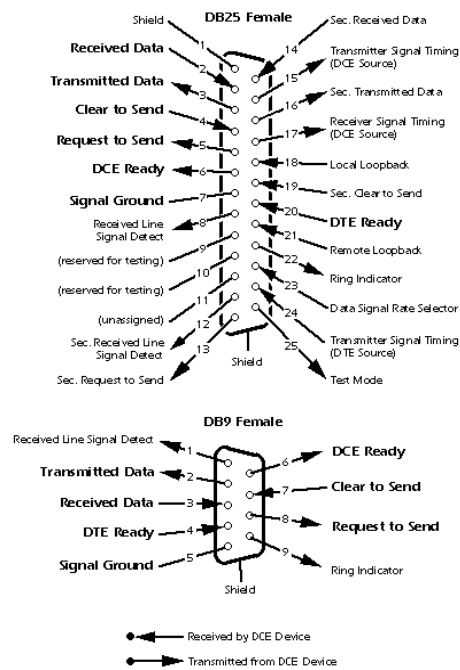 DB25 Female
Shield
1
Received Data
2
Transmitted Data
3
Clear to Send
4
Request to Send
5
DCE Ready
6
Signal Ground
7
Received Line
Signal Detect
8
(reserved for testing)
9
(reserved for testing)
10
(unassigned)
11
Sec. Received Line
Signal Detect
12
Sec. Request to Send
13
Sec. Received Data
14
Transmitter Signal Timing
(DCE Source)
15
Sec. Transmitted Data
16
Receiver Signal Timing
(DCE Source)
17
Local Loopback
18
Sec. Clear to Send
19
DTE Ready
20
Remote Loopback
21
Ring Indicator
22
Data Signal Rate Selector
23
Transmitter Signal Timing
(DTE Source)
24
Test Mode
25
Shield
DB9 Female
Received Line Signal Detect
1
Transmitted Data
2
Received Data
3
DTE Ready
4
Signal Ground
5
DCE Ready
6
Clear to Send
7
Request to Send
8
Ring Indicator
9
Shield
Received by DCE Device
Transmitted from DCE Device